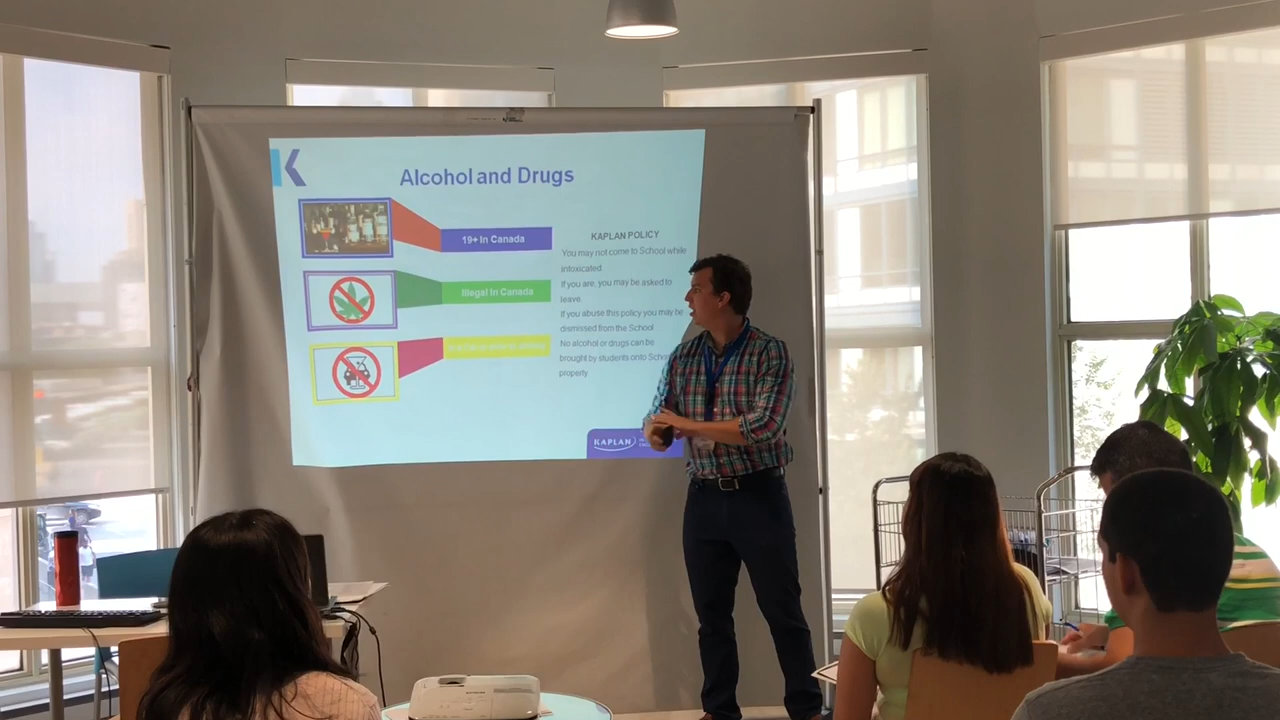 Alcohol and Drugs
19+ In Canada
Illegal In Canada
KAPLAN POLICY
You may not come to School while
intoxicated.
If you are, you may be asked to
leave.
If you abuse this policy you may be
dismissed from the School
No alcohol or drugs can be
brought by students onto School
property
KAPLAN